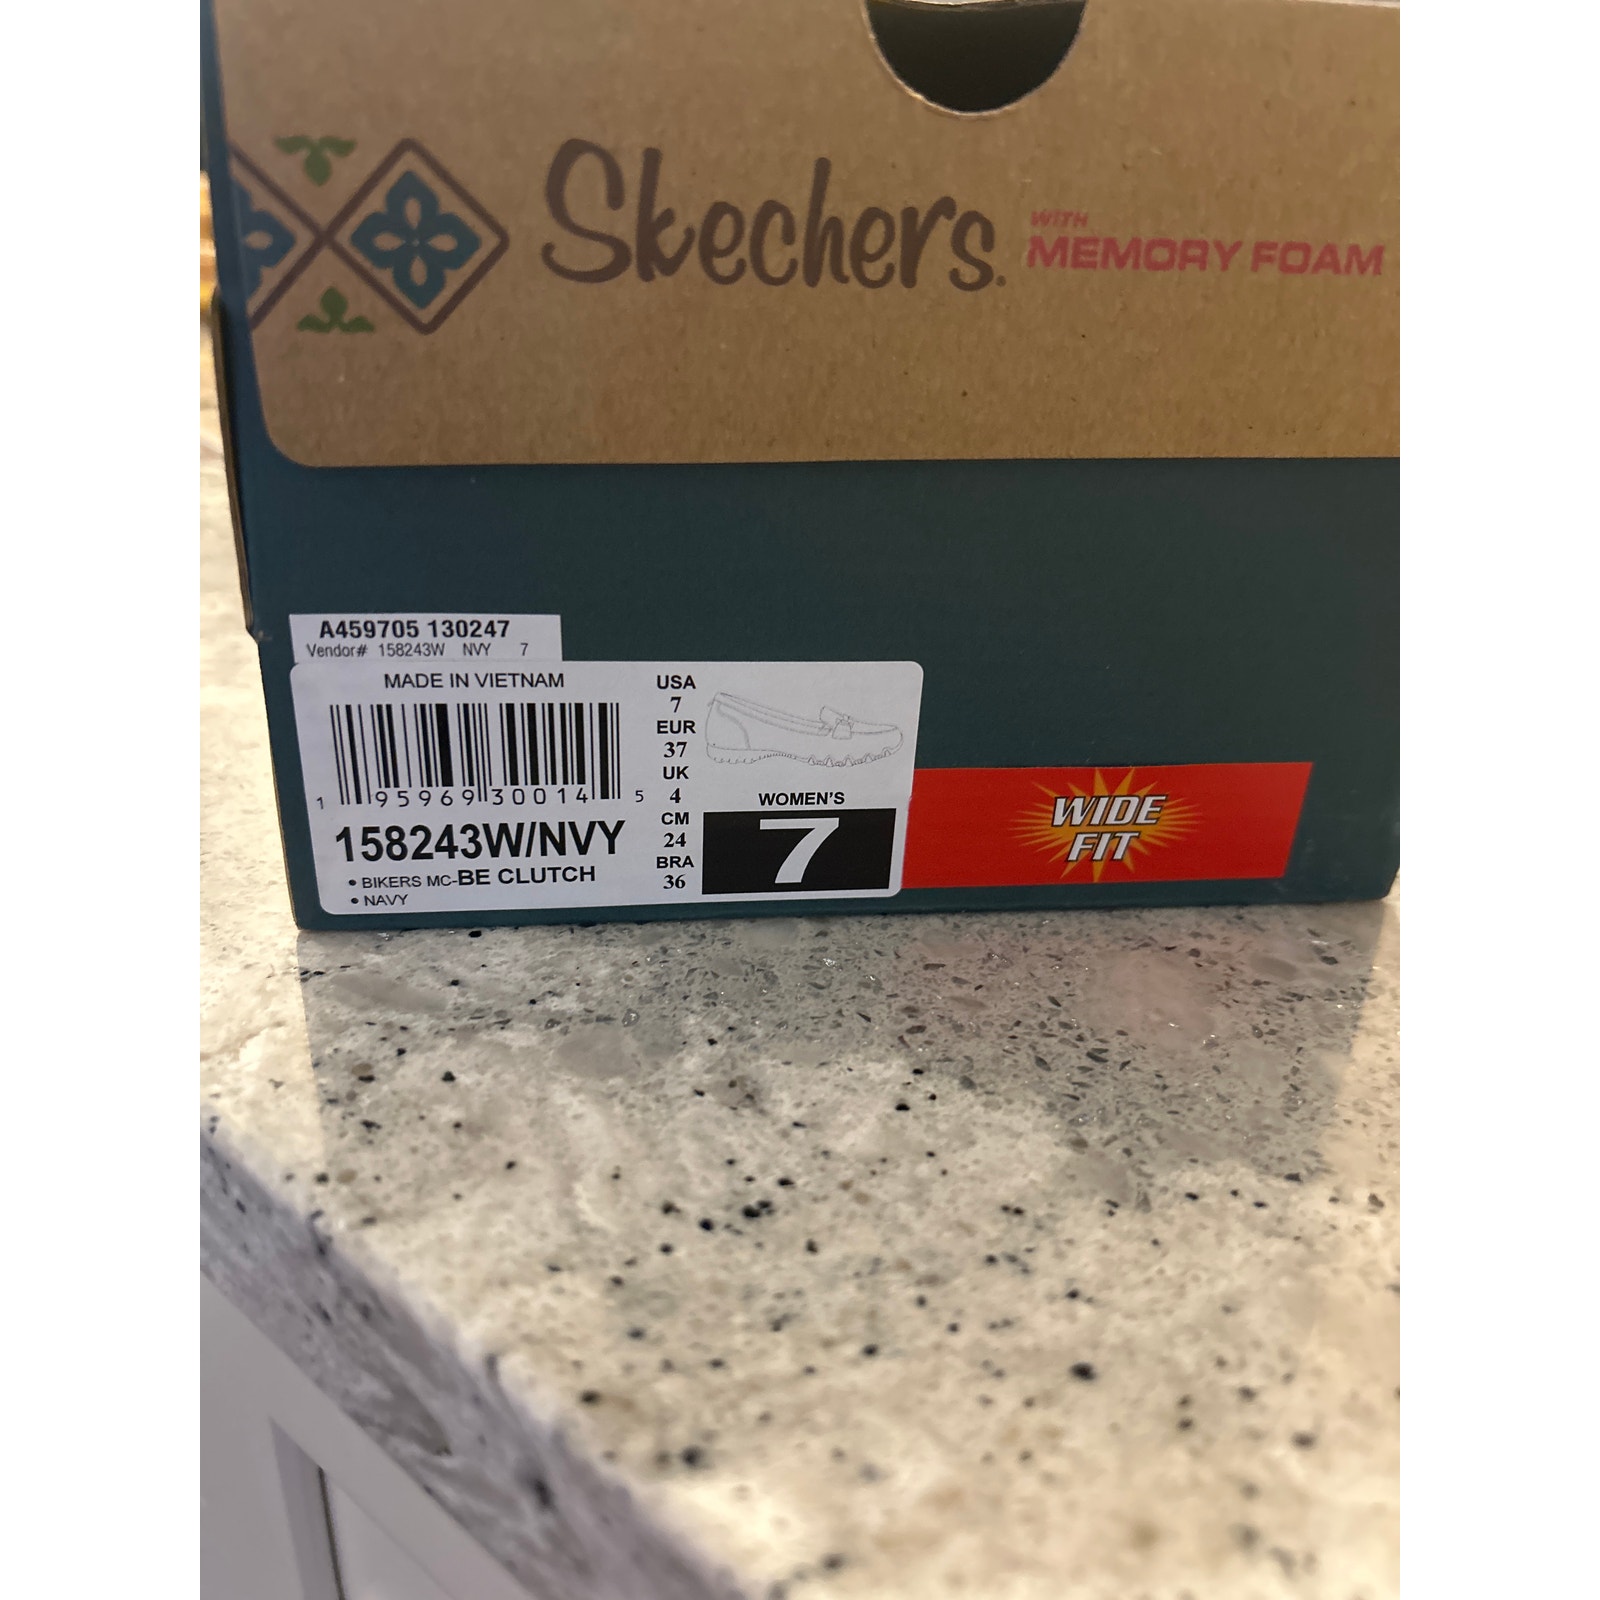 Skechers.
WITH
MEMORY FOAM
A459705 130247
Vendor# 158243W NVY 7
MADE IN VIETNAM
1 95969 30014 5
158243W/NVY
• BIKERS MC-BE CLUTCH
• NAVY
USA
7
EUR
37
UK
4
CM
24
BRA
36
WOMEN'S
7
WIDE
FIT